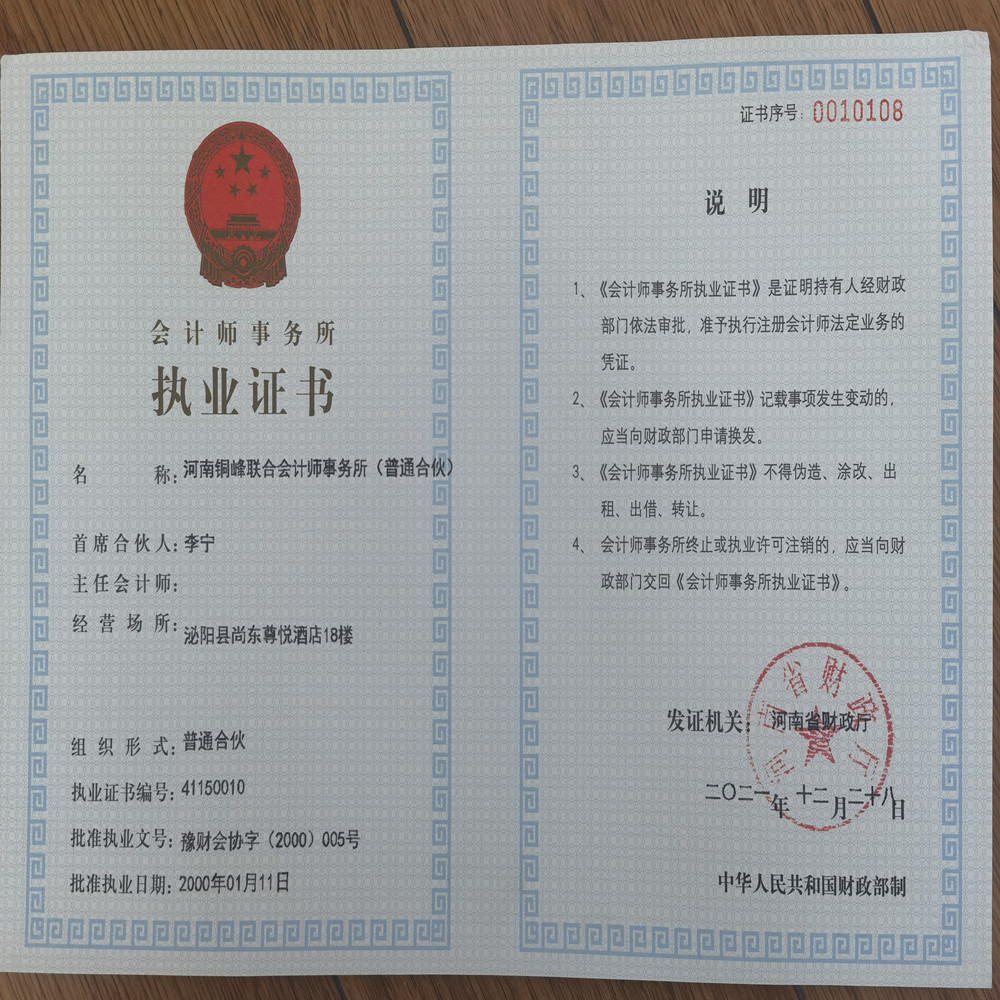 会计师事务所
执业证书
名称：河南铜峰联合会计师事务所（普通合伙）
首席合伙人：李宁
主任会计师：
经营场所：泌阳县尚东尊悦酒店18楼
组织形式：普通合伙
执业证书编号：41150010
批准执业文号：豫财会协字（2000）005号
批准执业日期：2000年01月11日
证书序号：0010108
说明
1、《会计师事务所执业证书》是证明持有人经财政
部门依法审批，准予执行注册会计师法定业务的
凭证。
2、《会计师事务所执业证书》记载事项发生变动的，
应当向财政部门申请换发。
3、《会计师事务所执业证书》不得伪造、涂改、出
租、出借、转让。
4、会计师事务所终止或执业许可注销的，应当向财
政部门交回《会计师事务所执业证书》。
河南省财政厅
发证机关：河南省财政厅
二〇二一年十二月二十八日
中华人民共和国财政部制